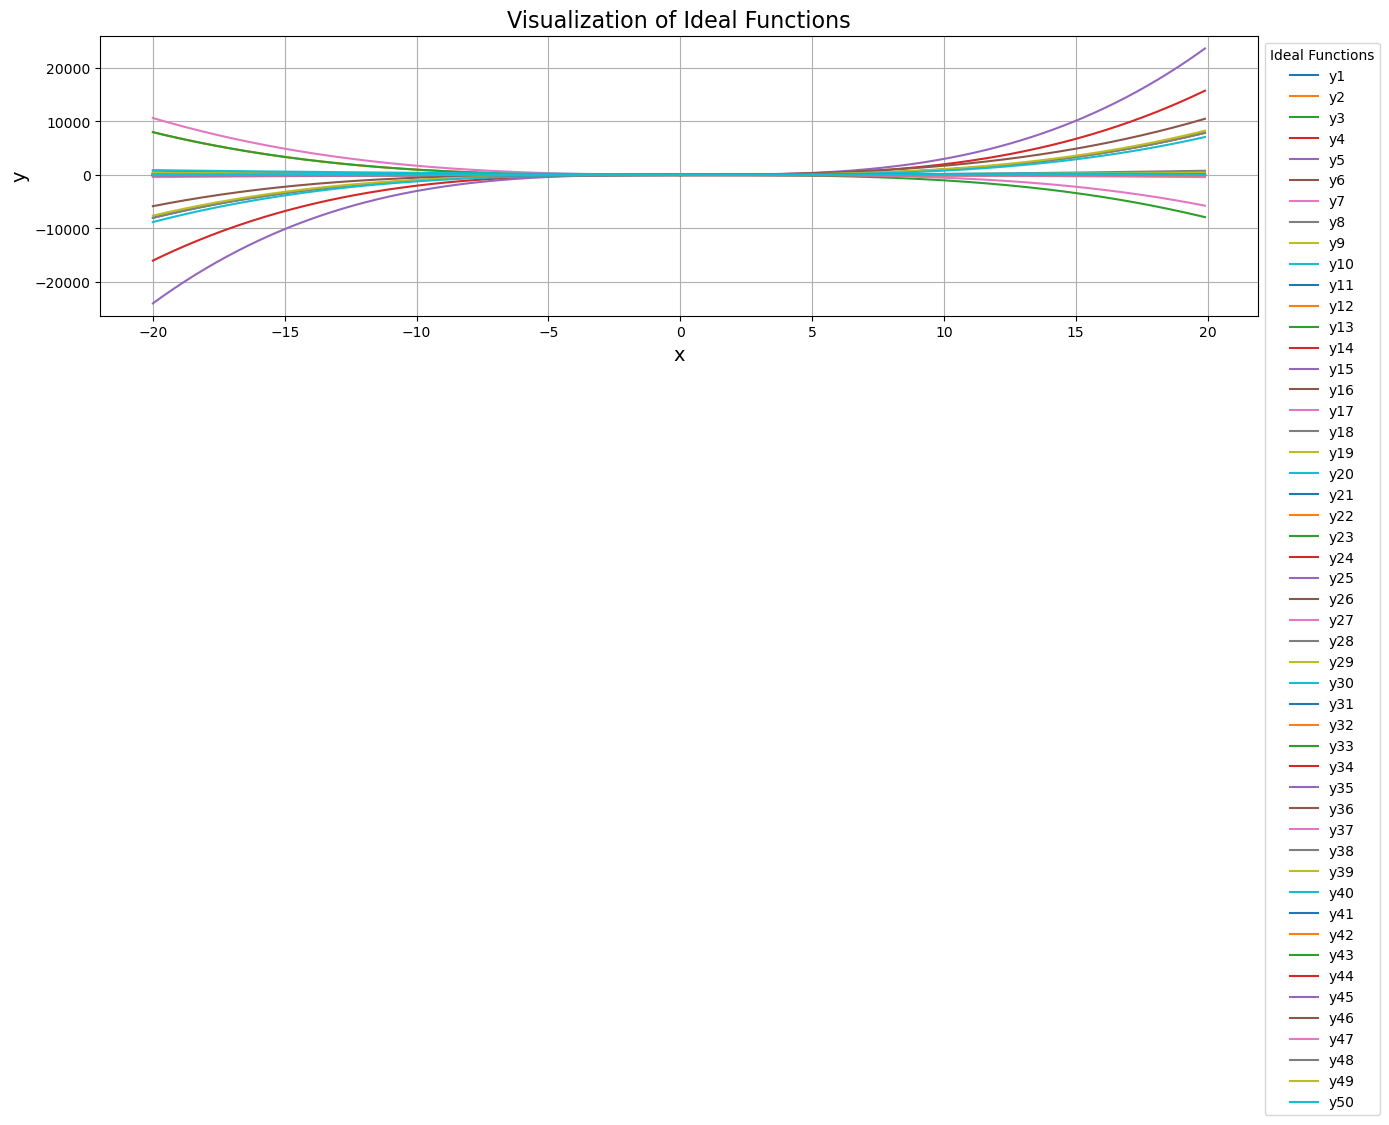 Visualization of Ideal Functions
y
20000
10000
0
−10000
−20000
−20
−15
−10
−5
0
5
10
15
20
x
Ideal Functions
y1
y2
y3
y4
y5
y6
y7
y8
y9
y10
y11
y12
y13
y14
y15
y16
y17
y18
y19
y20
y21
y22
y23
y24
y25
y26
y27
y28
y29
y30
y31
y32
y33
y34
y35
y36
y37
y38
y39
y40
y41
y42
y43
y44
y45
y46
y47
y48
y49
y50